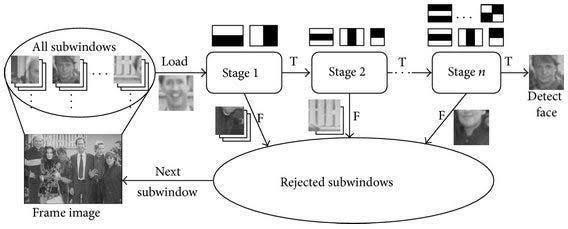 All subwindows
Load
Stage 1
T
Stage 2
T
Stage n
T
Detect
face
F
F
F
Next
subwindow
Rejected subwindows
Frame image